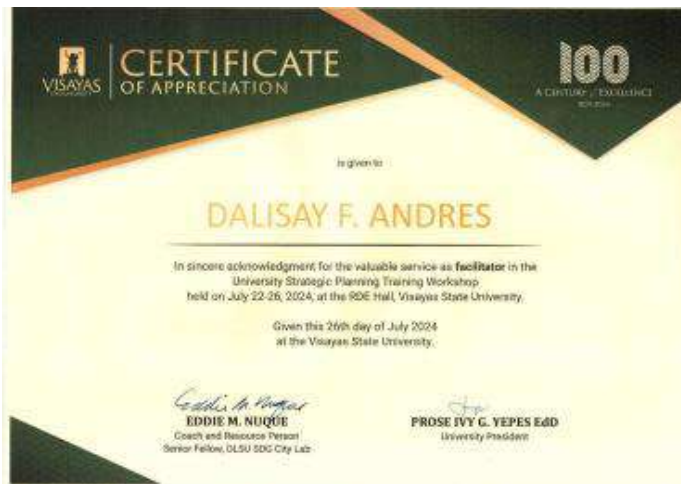 VISAYAS
CERTIFICATE
OF APPRECIATION
100
A CENTURY of EXCELLENCE
is given to
DALISAY F. ANDRES
In sincere acknowledgment for the valuable service as facilitator in the
University Strategic Planning Training Workshop
held on July 22-26, 2024, at the RDE Hall, Visayas State University.
Given this 26th day of July 2024
at the Visayas State University.
Eddie M. Nuque
EDDIE M. NUQUE
Coach and Resource Person
Senior Fellow, DLSU SDG City Lab
PROSE IVY G. YEPES EdD
University President